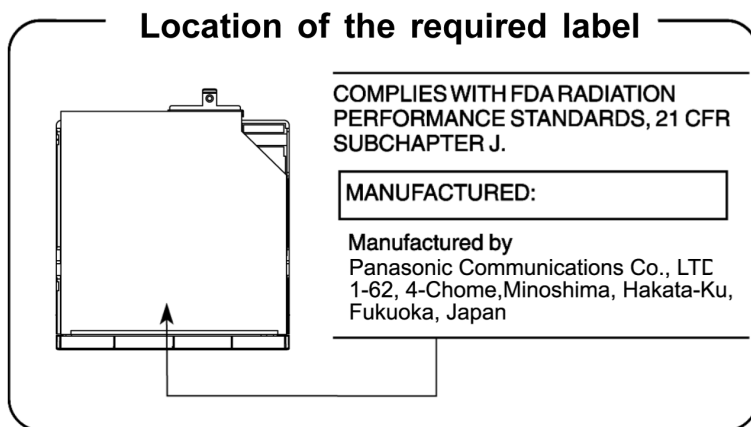 Location of the required label
COMPLIES WITH FDA RADIATION
PERFORMANCE STANDARDS, 21 CFR
SUBCHAPTER J.
MANUFACTURED:
Manufactured by
Panasonic Communications Co., LTD
1-62, 4-Chome,Minoshima, Hakata-Ku,
Fukuoka, Japan